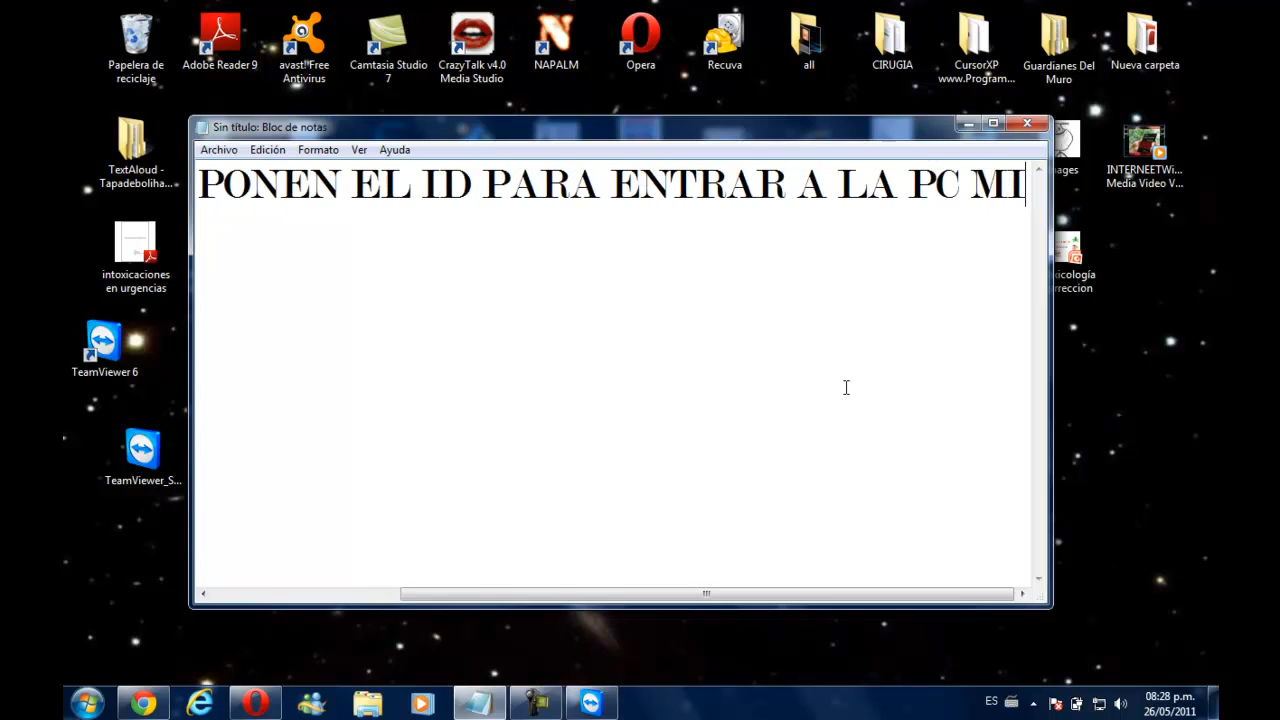 Papelera de
reciclaje
Adobe Reader 9
avast! Free
Antivirus
Camtasia Studio
7
CrazyTalk v4.0
Media Studio
NAPALM
Opera
Recuva
all
CIRUGIA
CursorXP
www.Program...
Guardianes Del
Muro
Nueva carpeta
Sin título: Bloc de notas
Archivo Edición Formato Ver Ayuda
PONEN EL ID PARA ENTRAR A LA PC MI
TextAloud -
Tapadeboliha...
INTERNEETWi...
Media Video V...
intoxicaciones
en urgencias
TeamViewer 6
TeamViewer_S...
ES
08:28 p.m.
26/05/2011